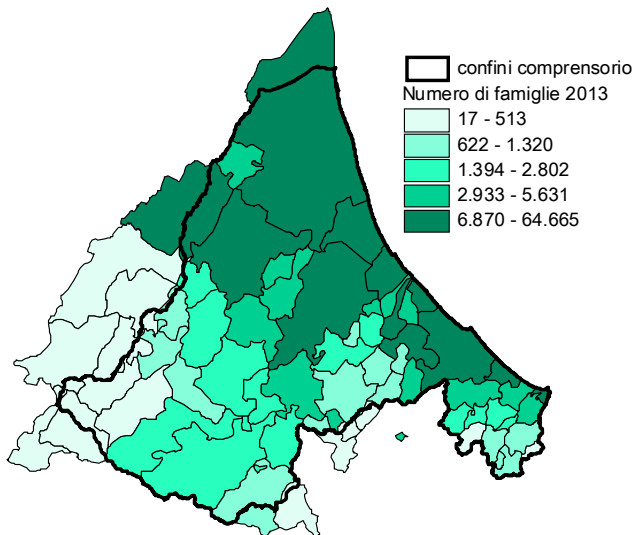 confini comprensorio
Numero di famiglie 2013
17 - 513
622 - 1.320
1.394 - 2.802
2.933 - 5.631
6.870 - 64.665